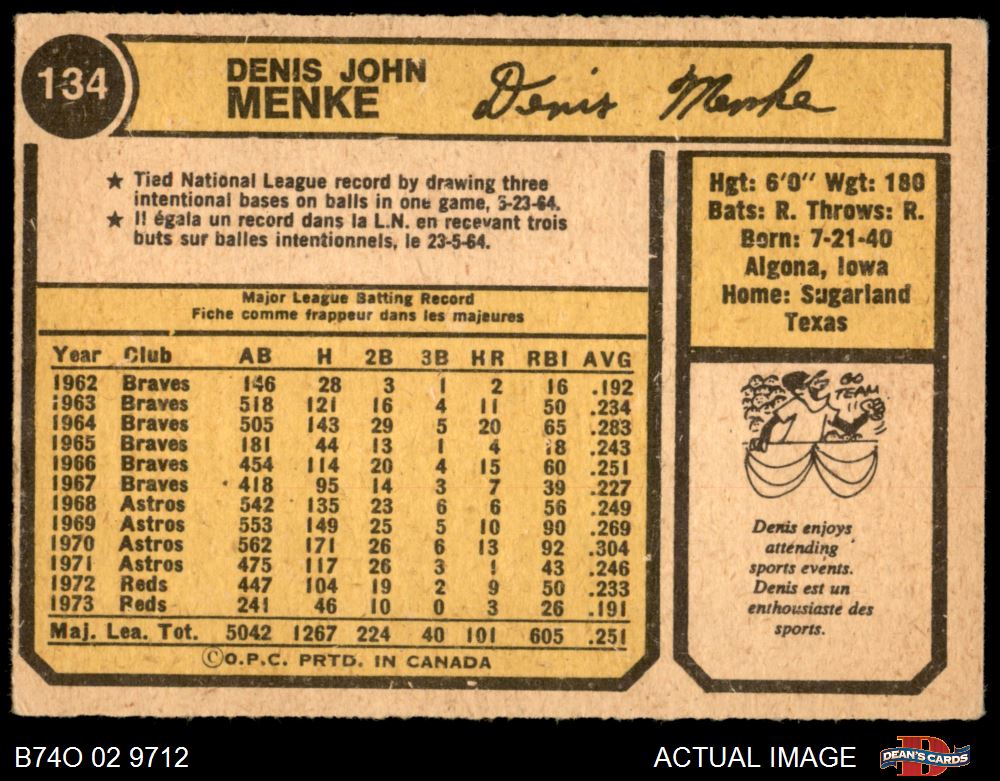 134
DENIS JOHN
MENKE
Denis Menke
★ Tied National League record by drawing three
intentional bases on balls in one game, 5-23-64.
★ Il égala un record dans la L.N. en recevant trois
buts sur balles intentionnels, le 23-5-64.
Hgt: 6'0" Wgt: 180
Bats: R. Throws: R.
Born: 7-21-40
Algona, Iowa
Home: Sugarland
Texas
Major League Batting Record
Fiche comme frappeur dans les majeures
Year Club AB H 2B 3B HR RBI AVG
1962 Braves 146 28 3 1 2 16 .192
1963 Braves 518 121 16 4 11 50 .234
1964 Braves 505 143 29 5 20 65 .283
1965 Braves 181 44 13 1 4 18 .243
1966 Braves 454 114 20 4 15 60 .251
1967 Braves 418 95 14 3 7 39 .227
1968 Astros 542 135 23 6 6 56 .249
1969 Astros 553 149 25 5 10 90 .269
1970 Astros 562 171 26 6 13 92 .304
1971 Astros 475 117 26 3 1 43 .246
1972 Reds 447 104 19 2 9 50 .233
1973 Reds 241 46 10 0 3 26 .191
Maj. Lea. Tot. 5042 1267 224 40 101 605 .251
©O.P.C. PRTD. IN CANADA
GO
TEAM
!!
Denis enjoys
attending
sports events.
Denis est un
enthousiaste des
sports.
B74O 02 9712
ACTUAL IMAGE
DEAN'S CARDS